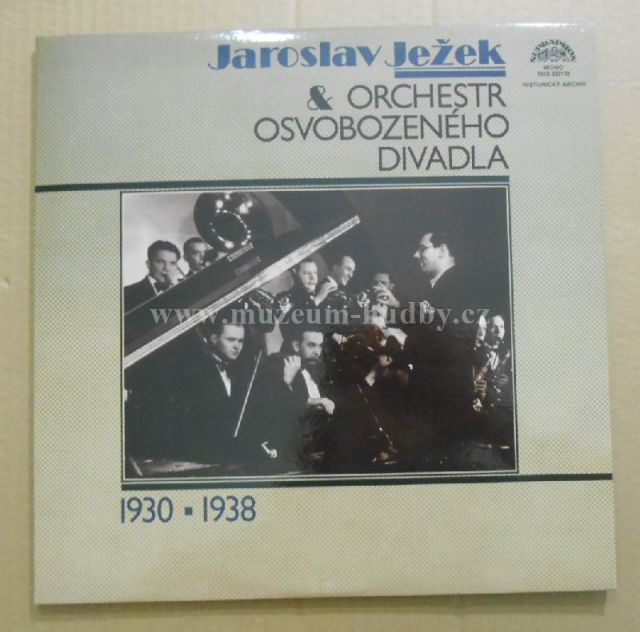 Jaroslav Ježek
& ORCHESTR
OSVOBOZENÉHO
DIVADLA
SUPRAPHON
MONO
HISTORICKÝ ARCHIV
www.muzeum-hudby.cz
1930 ▪ 1938